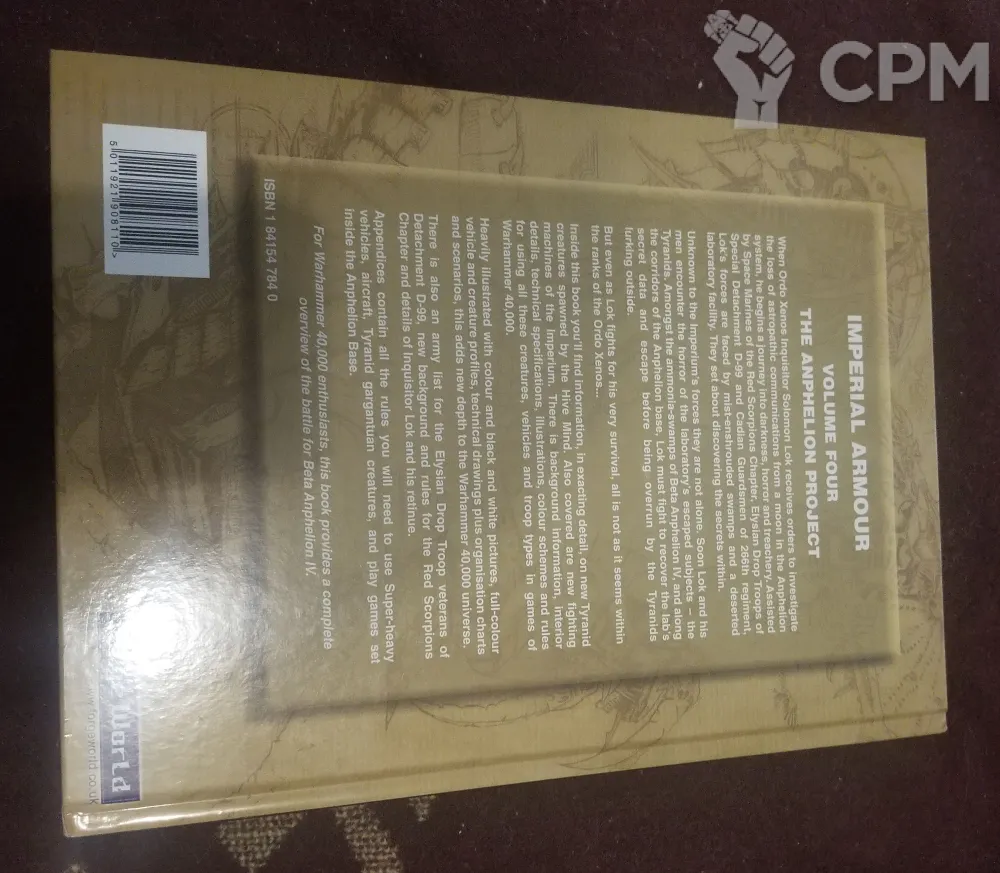 CPM
IMPERIAL ARMOUR
VOLUME FOUR
THE ANPHELION PROJECT
When Ordo Xenos Inquisitor Solomon Lok receives orders to investigate
the loss of astropathic communications from a moon in the Anphelion
system, he begins a journey into darkness, horror and treachery. Assisted
by Space Marines of the Red Scorpions Chapter, Elysian Drop Troops of
Special Detachment D-99 and Cadian Guardsmen of 266th regiment,
Lok's forces are faced by mist-enshrouded swamps and a deserted
laboratory facility. They set about discovering the secrets within.
Unknown to the Imperium's forces they are not alone. Soon Lok and his
men encounter the horror of the laboratory's escaped subjects – the
Tyranids. Amongst the ammonia-swamps of Beta Anphelion IV, and along
the corridors of the Anphelion base, Lok must fight to recover the lab's
secret data and escape before being overrun by the Tyranids
lurking outside.
But even as Lok fights for his very survival, all is not as it seems within
the ranks of the Ordo Xenos...
Inside this book you'll find information, in exacting detail, on new Tyranid
creatures spawned by the Hive Mind. Also covered are new fighting
machines of the Imperium. There is background information, interior
details, technical specifications, illustrations, colour schemes and rules
for using all these creatures, vehicles and troop types in games of
Warhammer 40,000.
Heavily illustrated with colour and black and white pictures, full-colour
vehicle and creature profiles, technical drawings plus organisation charts
and scenarios, this adds new depth to the Warhammer 40,000 universe.
There is also an army list for the Elysian Drop Troop veterans of
Detachment D-99, new background and rules for the Red Scorpions
Chapter and details of Inquisitor Lok and his retinue.
Appendices contain all the rules you will need to use Super-heavy
vehicles, aircraft, Tyranid gargantuan creatures, and play games set
inside the Anphelion Base.
For Warhammer 40,000 enthusiasts, this book provides a complete
overview of the battle for Beta Anphelion IV.
ISBN 1 84154 784 0
5 011921 908110 >
World
www.forgeworld.co.uk